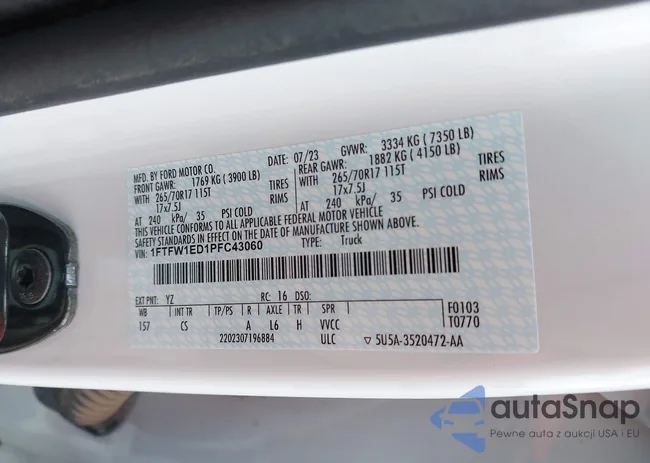 MFD. BY FORD MOTOR CO.
DATE: 07/23 GVWR: 3334 KG ( 7350 LB)
FRONT GAWR: 1769 KG ( 3900 LB) REAR GAWR: 1882 KG ( 4150 LB)
WITH 265/70R17 115T TIRES WITH 265/70R17 115T TIRES
17x7.5J RIMS 17x7.5J RIMS
AT 240 kPa/ 35 PSI COLD AT 240 kPa/ 35 PSI COLD
THIS VEHICLE CONFORMS TO ALL APPLICABLE FEDERAL MOTOR VEHICLE
SAFETY STANDARDS IN EFFECT ON THE DATE OF MANUFACTURE SHOWN ABOVE.
VIN: 1FTFW1ED1PFC43060 TYPE: Truck
EXT PNT: YZ RC: 16 DSO: F0103
WB INT TR TP/PS R AXLE TR SPR T0770
157 CS A L6 H VVCC
2202307196884 ULC ▽ 5U5A-3520472-AA
autaSnap
Pewne auta z aukcji USA i EU